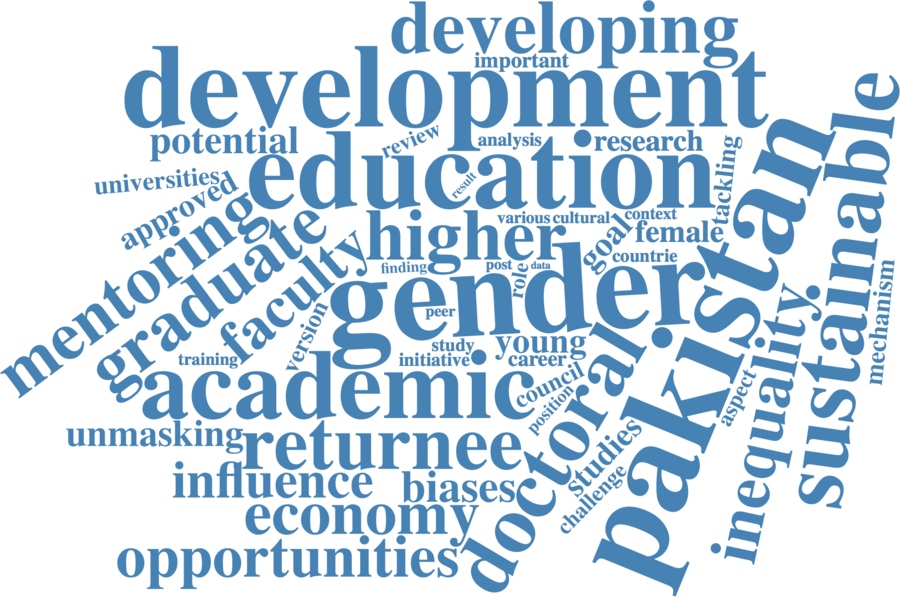 developing
important
development
potential
review
analysis
research
tackling
education
result
universities
approved
mentoring
graduate
faculty
higher
various
cultural
context
goal
female
countrie
finding
post
role
data
gender
peer
pakistan
sustainable
inequality
mechanism
version
training
study
initiative
young
career
academic
council
position
doctoral
aspect
unmasking
returnee
studies
challenge
influence
biases
economy
opportunities